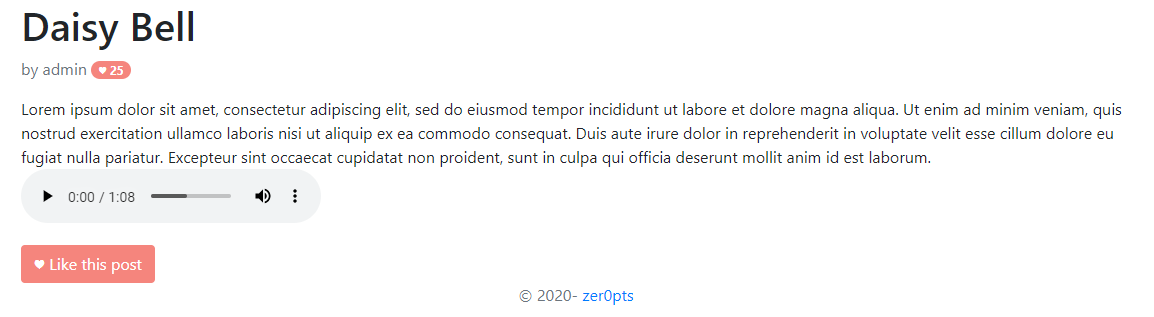 Daisy Bell
by admin ♥ 25
Lorem ipsum dolor sit amet, consectetur adipiscing elit, sed do eiusmod tempor incididunt ut labore et dolore magna aliqua. Ut enim ad minim veniam, quis
nostrud exercitation ullamco laboris nisi ut aliquip ex ea commodo consequat. Duis aute irure dolor in reprehenderit in voluptate velit esse cillum dolore eu
fugiat nulla pariatur. Excepteur sint occaecat cupidatat non proident, sunt in culpa qui officia deserunt mollit anim id est laborum.
0:00 / 1:08
♥ Like this post
© 2020- zer0pts